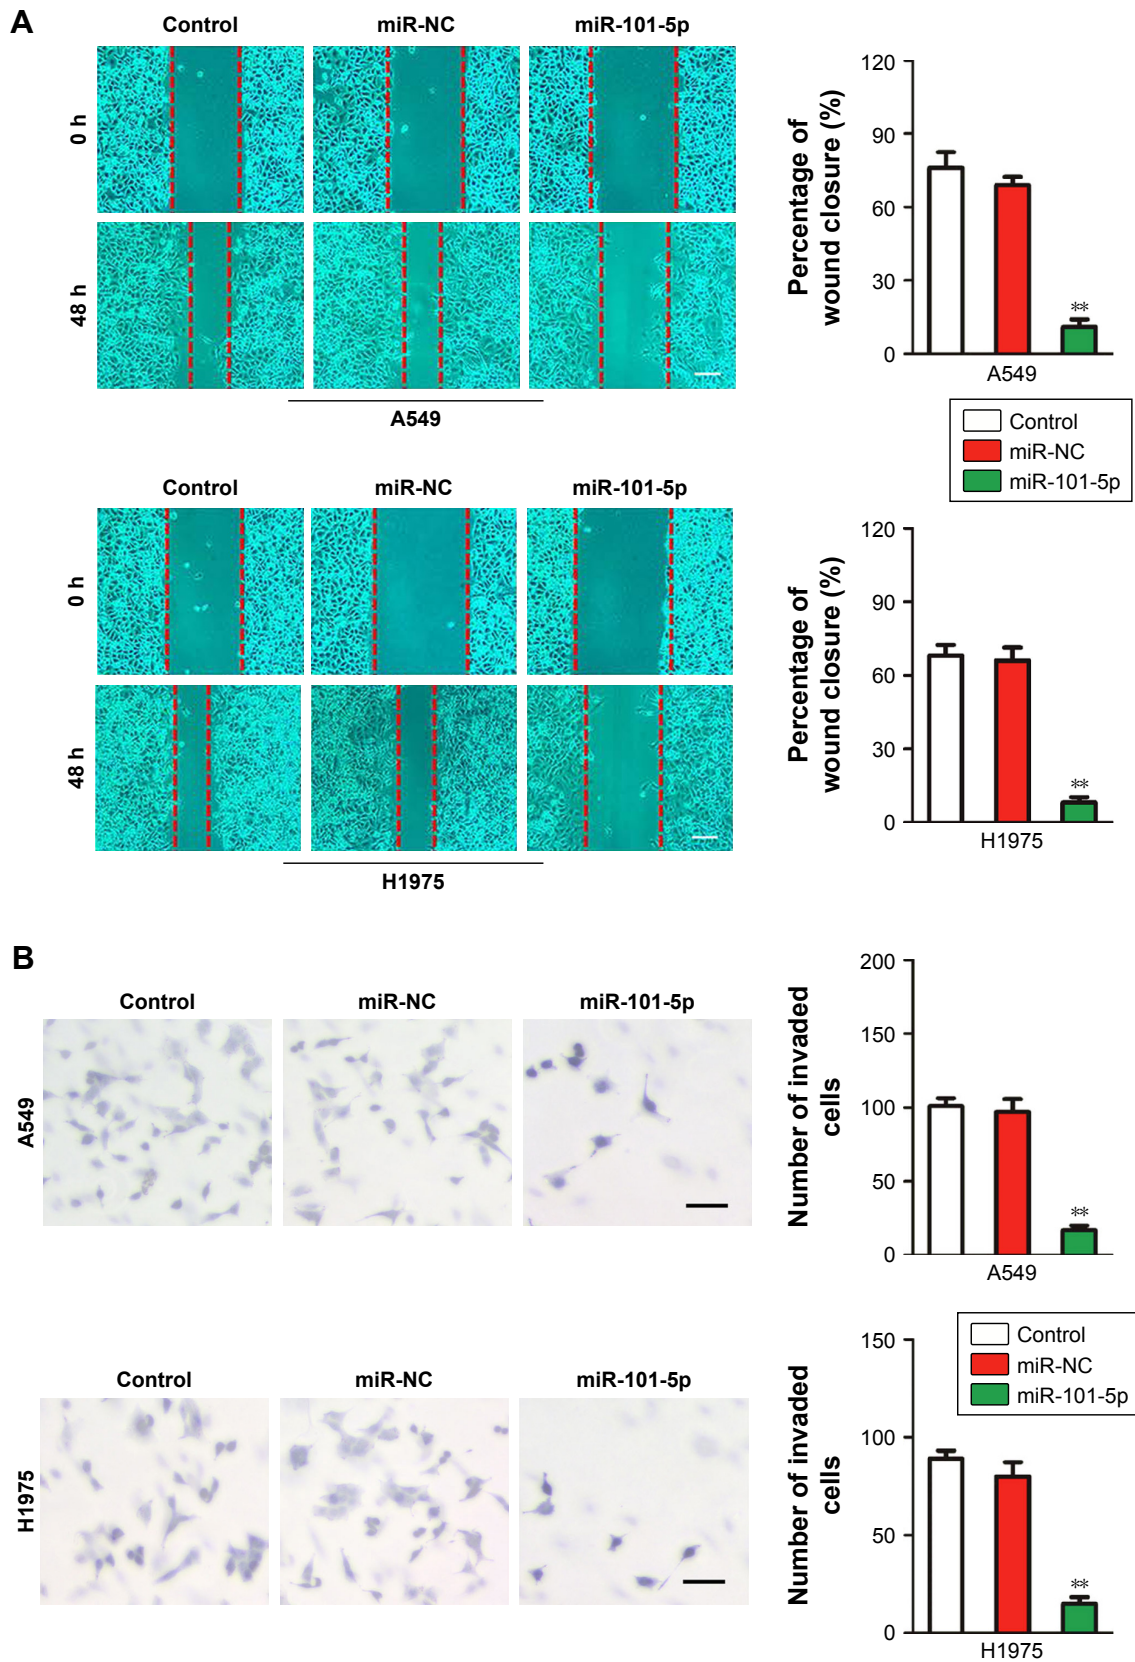 A
Control miR-NC miR-101-5p
0 h
48 h
A549
Percentage of
wound closure (%)
120
90
60
30
0
**
A549
Control
miR-NC
miR-101-5p
Control miR-NC miR-101-5p
0 h
48 h
H1975
Percentage of
wound closure (%)
120
90
60
30
0
**
H1975
B
Control miR-NC miR-101-5p
A549
Number of invaded
cells
200
150
100
50
0
**
A549
Control
miR-NC
miR-101-5p
Control miR-NC miR-101-5p
H1975
Number of invaded
cells
150
100
50
0
**
H1975